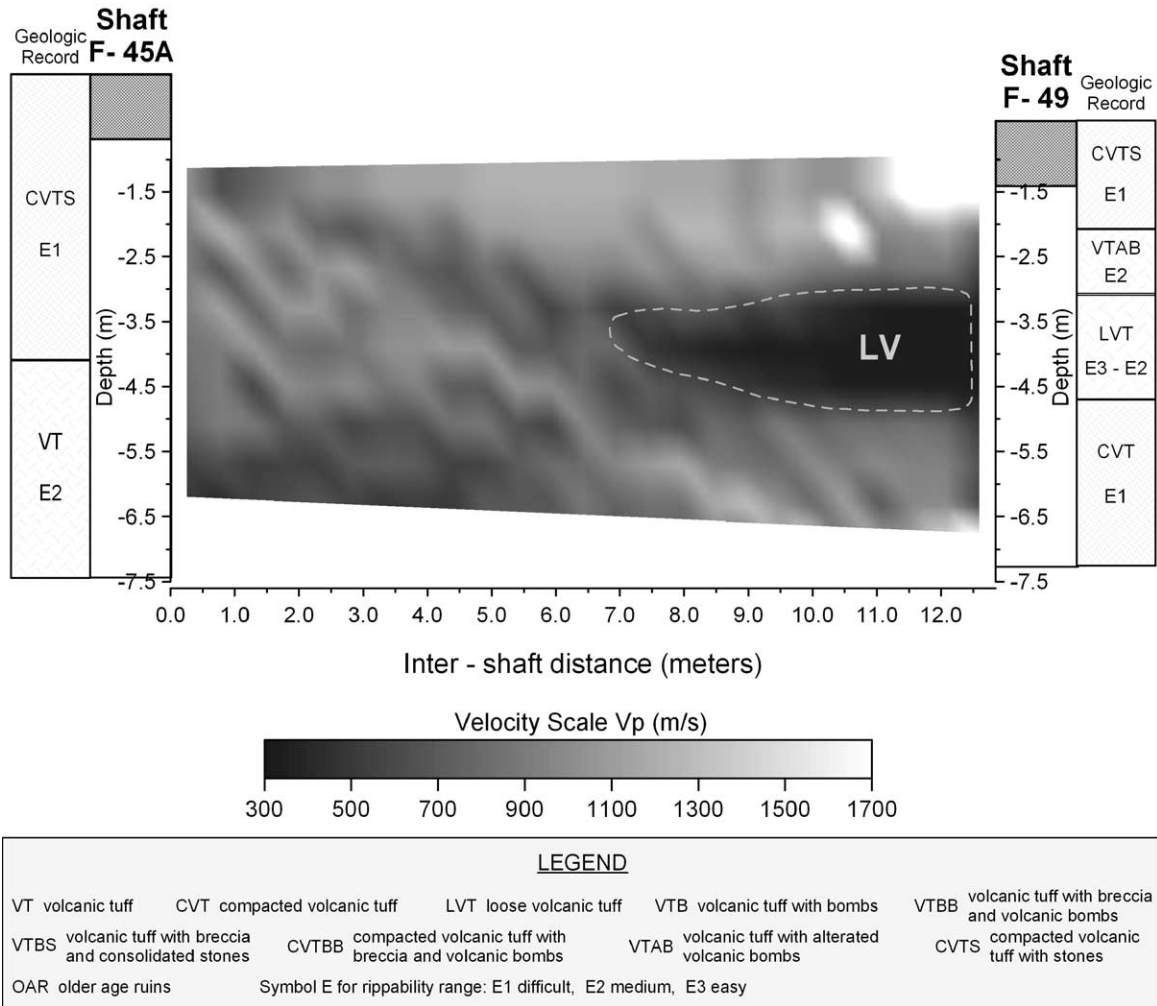 Geologic
Record
Shaft
F- 45A
CVTS
E1
VT
E2
Depth (m)
-1.5
-2.5
-3.5
-4.5
-5.5
-6.5
-7.5
LV
Shaft
F- 49
Geologic
Record
-1.5
-2.5
-3.5
-4.5
-5.5
-6.5
-7.5
Depth (m)
CVTS
E1
VTAB
E2
LVT
E3 - E2
CVT
E1
0.0 1.0 2.0 3.0 4.0 5.0 6.0 7.0 8.0 9.0 10.0 11.0 12.0
Inter - shaft distance (meters)
Velocity Scale Vp (m/s)
300 500 700 900 1100 1300 1500 1700
LEGEND
VT volcanic tuff
CVT compacted volcanic tuff
LVT loose volcanic tuff
VTB volcanic tuff with bombs
VTBB volcanic tuff with breccia
and volcanic bombs
VTBS volcanic tuff with breccia
and consolidated stones
CVTBB compacted volcanic tuff with
breccia and volcanic bombs
VTAB volcanic tuff with alterated
volcanic bombs
CVTS compacted volcanic
tuff with stones
OAR older age ruins
Symbol E for rippability range: E1 difficult, E2 medium, E3 easy